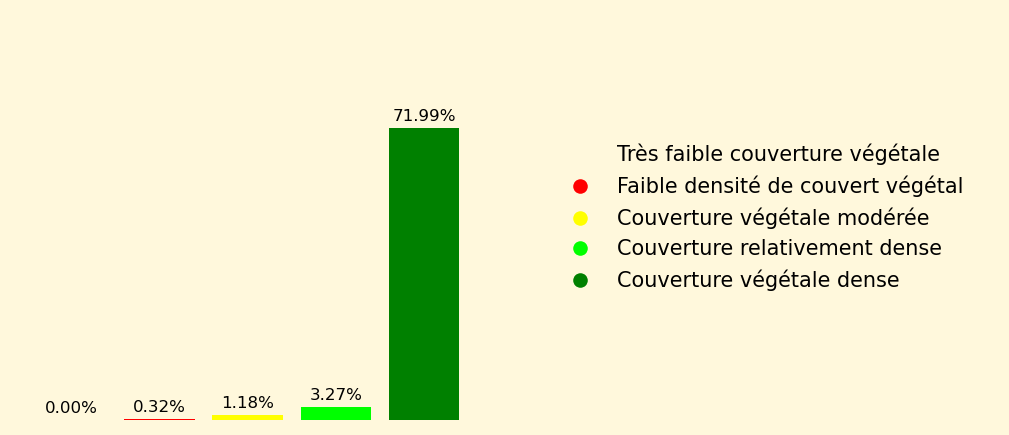 71.99%
3.27%
1.18%
0.32%
0.00%
Très faible couverture végétale
Faible densité de couvert végétal
Couverture végétale modérée
Couverture relativement dense
Couverture végétale dense